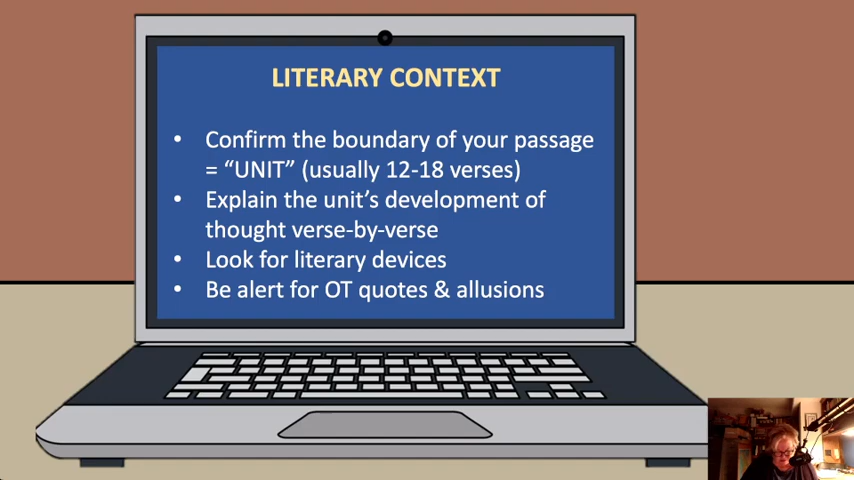 LITERARY CONTEXT
• Confirm the boundary of your passage
= “UNIT” (usually 12-18 verses)
• Explain the unit’s development of
thought verse-by-verse
• Look for literary devices
• Be alert for OT quotes & allusions